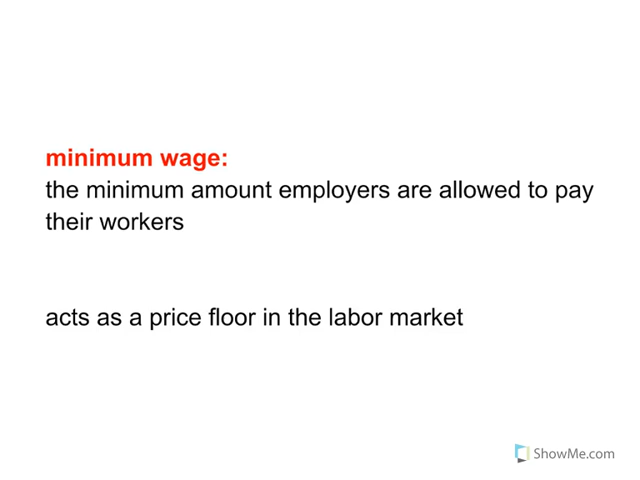 minimum wage:
the minimum amount employers are allowed to pay
their workers
acts as a price floor in the labor market
ShowMe.com